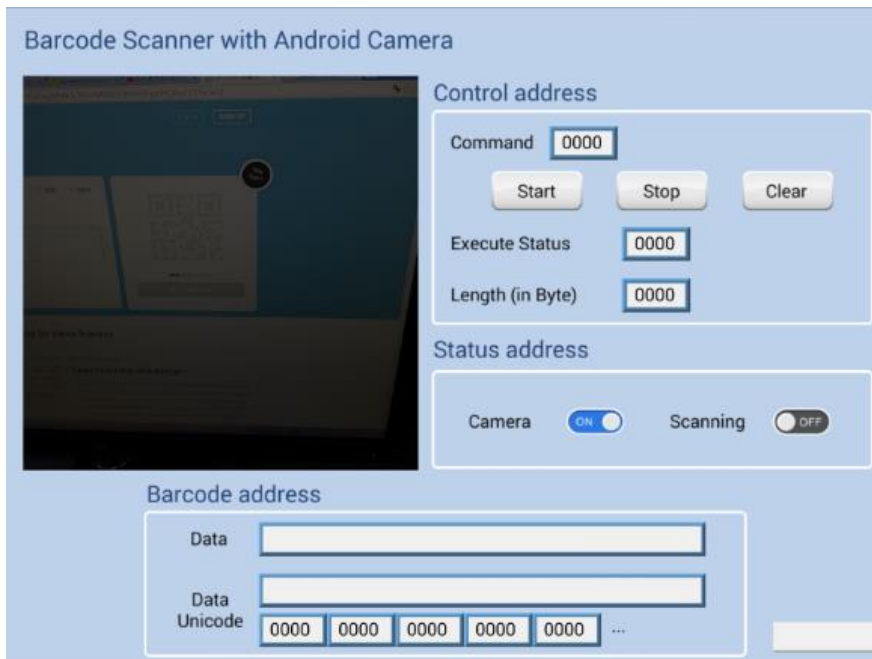 Barcode Scanner with Android Camera
Control address
Command 0000
Start Stop Clear
Execute Status 0000
Length (in Byte) 0000
Status address
Camera ON Scanning OFF
Barcode address
Data
Data
Unicode
0000 0000 0000 0000 0000 ...